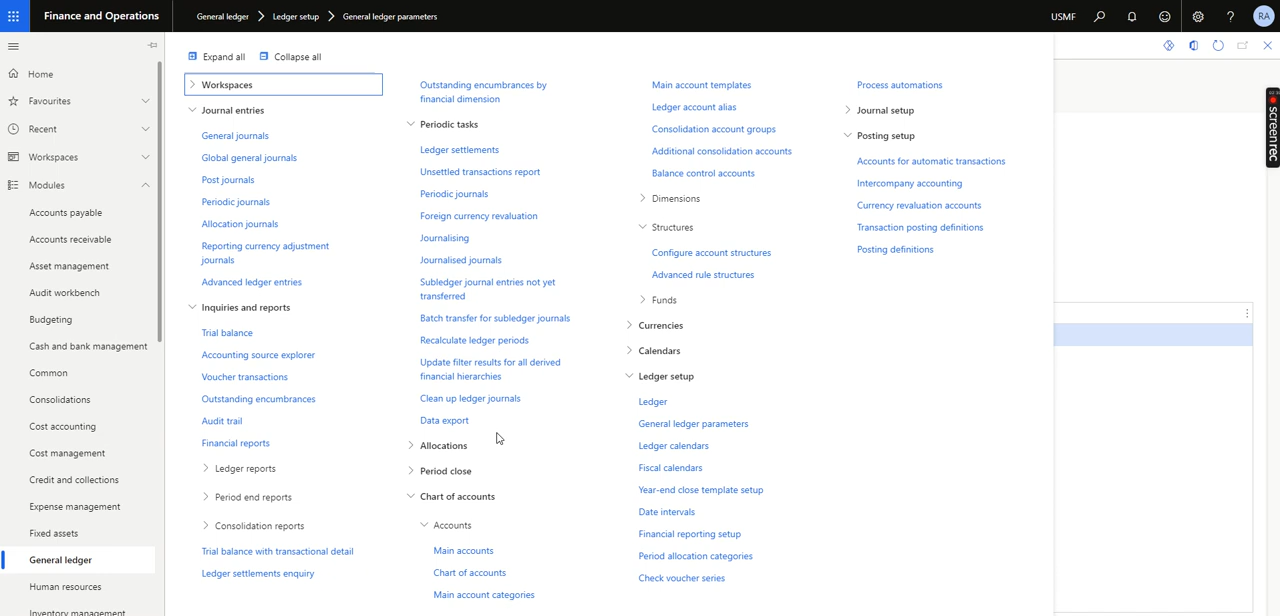 Finance and Operations
General ledger
Ledger setup
General ledger parameters
USMF
?
RA
Home
Favourites
Recent
Workspaces
Modules
Accounts payable
Accounts receivable
Asset management
Audit workbench
Budgeting
Cash and bank management
Common
Consolidations
Cost accounting
Cost management
Credit and collections
Expense management
Fixed assets
General ledger
Human resources
Inventory management
Expand all
Collapse all
Workspaces
Journal entries
General journals
Global general journals
Post journals
Periodic journals
Allocation journals
Reporting currency adjustment
journals
Advanced ledger entries
Inquiries and reports
Trial balance
Accounting source explorer
Voucher transactions
Outstanding encumbrances
Audit trail
Financial reports
Ledger reports
Period end reports
Consolidation reports
Trial balance with transactional detail
Ledger settlements enquiry
Outstanding encumbrances by
financial dimension
Periodic tasks
Ledger settlements
Unsettled transactions report
Periodic journals
Foreign currency revaluation
Journalising
Journalised journals
Subledger journal entries not yet
transferred
Batch transfer for subledger journals
Recalculate ledger periods
Update filter results for all derived
financial hierarchies
Clean up ledger journals
Data export
Allocations
Period close
Chart of accounts
Accounts
Main accounts
Chart of accounts
Main account categories
Main account templates
Ledger account alias
Consolidation account groups
Additional consolidation accounts
Balance control accounts
Dimensions
Structures
Configure account structures
Advanced rule structures
Funds
Currencies
Calendars
Ledger setup
Ledger
General ledger parameters
Ledger calendars
Fiscal calendars
Year-end close template setup
Date intervals
Financial reporting setup
Period allocation categories
Check voucher series
Process automations
Journal setup
Posting setup
Accounts for automatic transactions
Intercompany accounting
Currency revaluation accounts
Transaction posting definitions
Posting definitions
screenrec